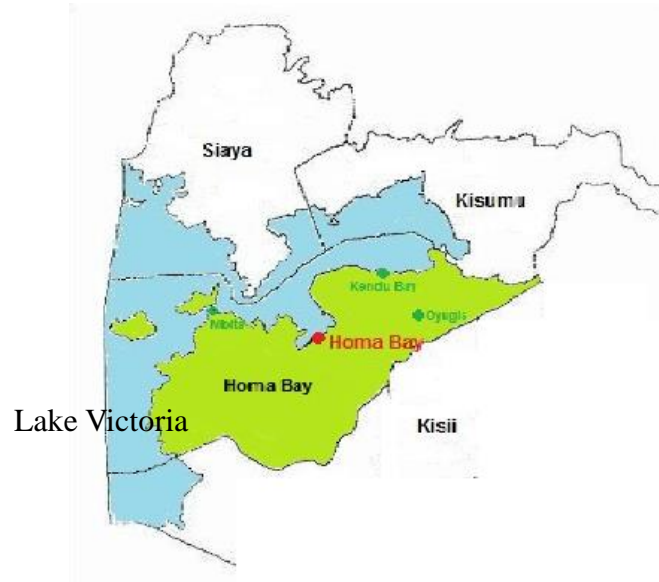 Siaya
Kisumu
Kendu Bay
Oyugis
Mbita
Homa Bay
Homa Bay
Lake Victoria
Kisii